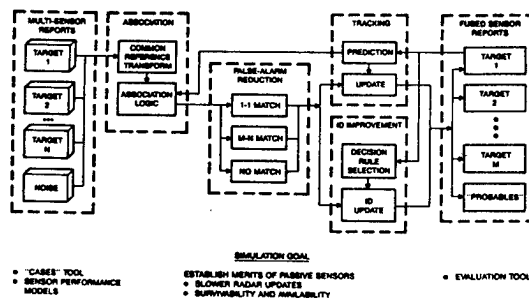 MULTI-SENSOR
REPORTS
TARGET
1
TARGET
2
TARGET
N
NOISE
ASSOCIATION
COMMON
REFERENCE
TRANSFORM
ASSOCIATION
LOGIC
FALSE-ALARM
REDUCTION
1-1 MATCH
M-N MATCH
NO MATCH
TRACKING
PREDICTION
UPDATE
ID IMPROVEMENT
DECISION
RULE
SELECTION
ID
UPDATE
FUSED SENSOR
REPORTS
TARGET
1
TARGET
2
TARGET
M
"PROBABLES"
SIMULATION GOAL
• "CASES" TOOL
• SENSOR PERFORMANCE
MODELS
ESTABLISH MERITS OF PASSIVE SENSORS
• SLOWER RADAR UPDATES
• SURVIVABILITY AND AVAILABILITY
• EVALUATION TOOL